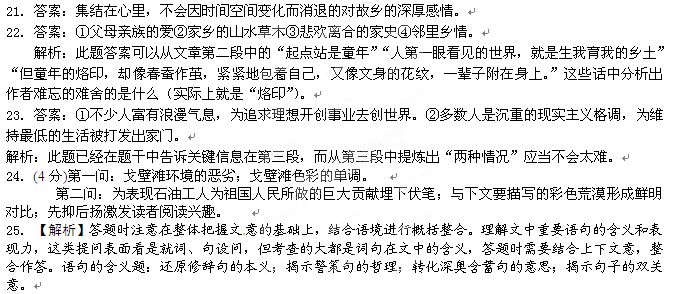 21. 答案：集结在心里，不会因时间空间变化而消退的对故乡的深厚感情。
22. 答案：①父母亲族的爱②家乡的山水草木③悲欢离合的家史④邻里乡情。
解析：此题答案可以从文章第二段中的“起点站是童年”“人第一眼看见的世界，就是生我育我的乡土”
“但童年的烙印，却像春蚕作茧，紧紧地包着自己，又像文身的花纹，一辈子附在身上。”这些话中分析出
作者难忘的难舍的是什么（实际上就是“烙印”）。
23. 答案：①不少人富有浪漫气息，为追求理想开创事业去创世界。②多数人是沉重的现实主义格调，为维
持最低的生活被打发出家门。
解析：此题已经在题干中告诉关键信息在第三段，而从第三段中提炼出“两种情况”应当不会太难。
24. (4 分)第一问：戈壁滩环境的恶劣；戈壁滩色彩的单调。
第二问：为表现石油工人为祖国人民所做的巨大贡献埋下伏笔；与下文要描写的彩色荒漠形成鲜明
对比；先抑后扬激发读者阅读兴趣。
25. 【解析】答题时注意在整体把握文意的基础上，结合语境进行概括整合。理解文中重要语句的含义和表
现力，这类提问表面看是就词、句设问，但考查的大都是词句在文中的含义，答题时需要结合上下文意，整
合作答。语句的含义题：还原修辞句的本义；揭示警策句的哲理；转化深奥含蓄句的意思；揭示句子的双关
意。